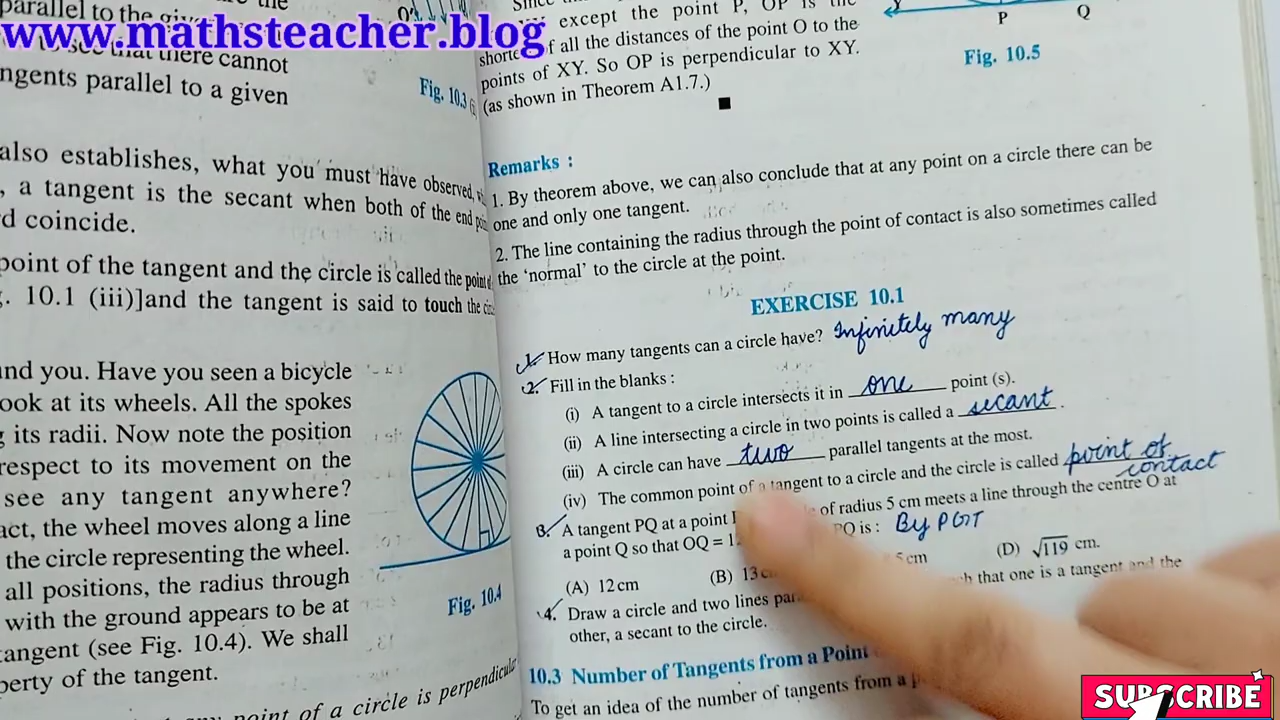 parallel to the
www.mathsteacher.blog
see that there cannot
ngents parallel to a given
Fig. 10.3
also establishes, what you must have observed,
, a tangent is the secant when both of the end
rd coincide.
point of the tangent and the circle is called the point
. 10.1 (iii)]and the tangent is said to touch the
und you. Have you seen a bicycle
ook at its wheels. All the spokes
its radii. Now note the position
respect to its movement on the
see any tangent anywhere?
act, the wheel moves along a line
the circle representing the wheel.
all positions, the radius through
with the ground appears to be at
tangent (see Fig. 10.4). We shall
perty of the tangent.
Fig. 10.4
point of a circle is perpendicular
except the point P, OP is the
of all the distances of the point O to the
points of XY. So OP is perpendicular to XY.
(as shown in Theorem A1.7.)
P Q
Fig. 10.5
Remarks :
1. By theorem above, we can also conclude that at any point on a circle there can be
one and only one tangent.
2. The line containing the radius through the point of contact is also sometimes called
the ‘normal’ to the circle at the point.
EXERCISE 10.1
1. How many tangents can a circle have? Infinitely many
2. Fill in the blanks :
(i) A tangent to a circle intersects it in one point (s).
(ii) A line intersecting a circle in two points is called a secant.
(iii) A circle can have two parallel tangents at the most.
(iv) The common point of a tangent to a circle and the circle is called point of contact
3. A tangent PQ at a point of radius 5 cm meets a line through the centre O at
a point Q so that OQ = PQ is : By PGT
(A) 12 cm (B) 13 cm (D) √119 cm.
4. Draw a circle and two lines that one is a tangent and the
other, a secant to the circle.
10.3 Number of Tangents from a Point
To get an idea of the number of tangents from a
SUBSCRIBE